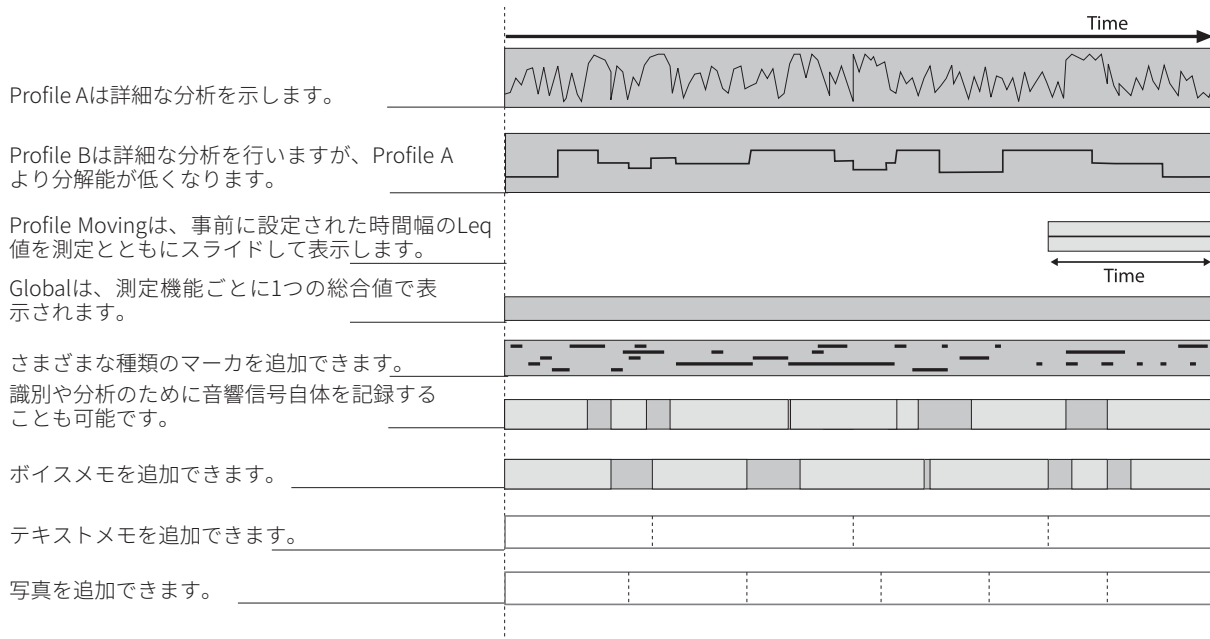 Time
Profile Aは詳細な分析を示します。
Profile Bは詳細な分析を行いますが、Profile A
より分解能が低くなります。
Profile Movingは、事前に設定された時間幅のLeq
値を測定とともにスライドして表示します。
Time
Globalは、測定機能ごとに1つの総合値で表
示されます。
さまざまな種類のマーカを追加できます。
識別や分析のために音響信号自体を記録する
ことも可能です。
ボイスメモを追加できます。
テキストメモを追加できます。
写真を追加できます。